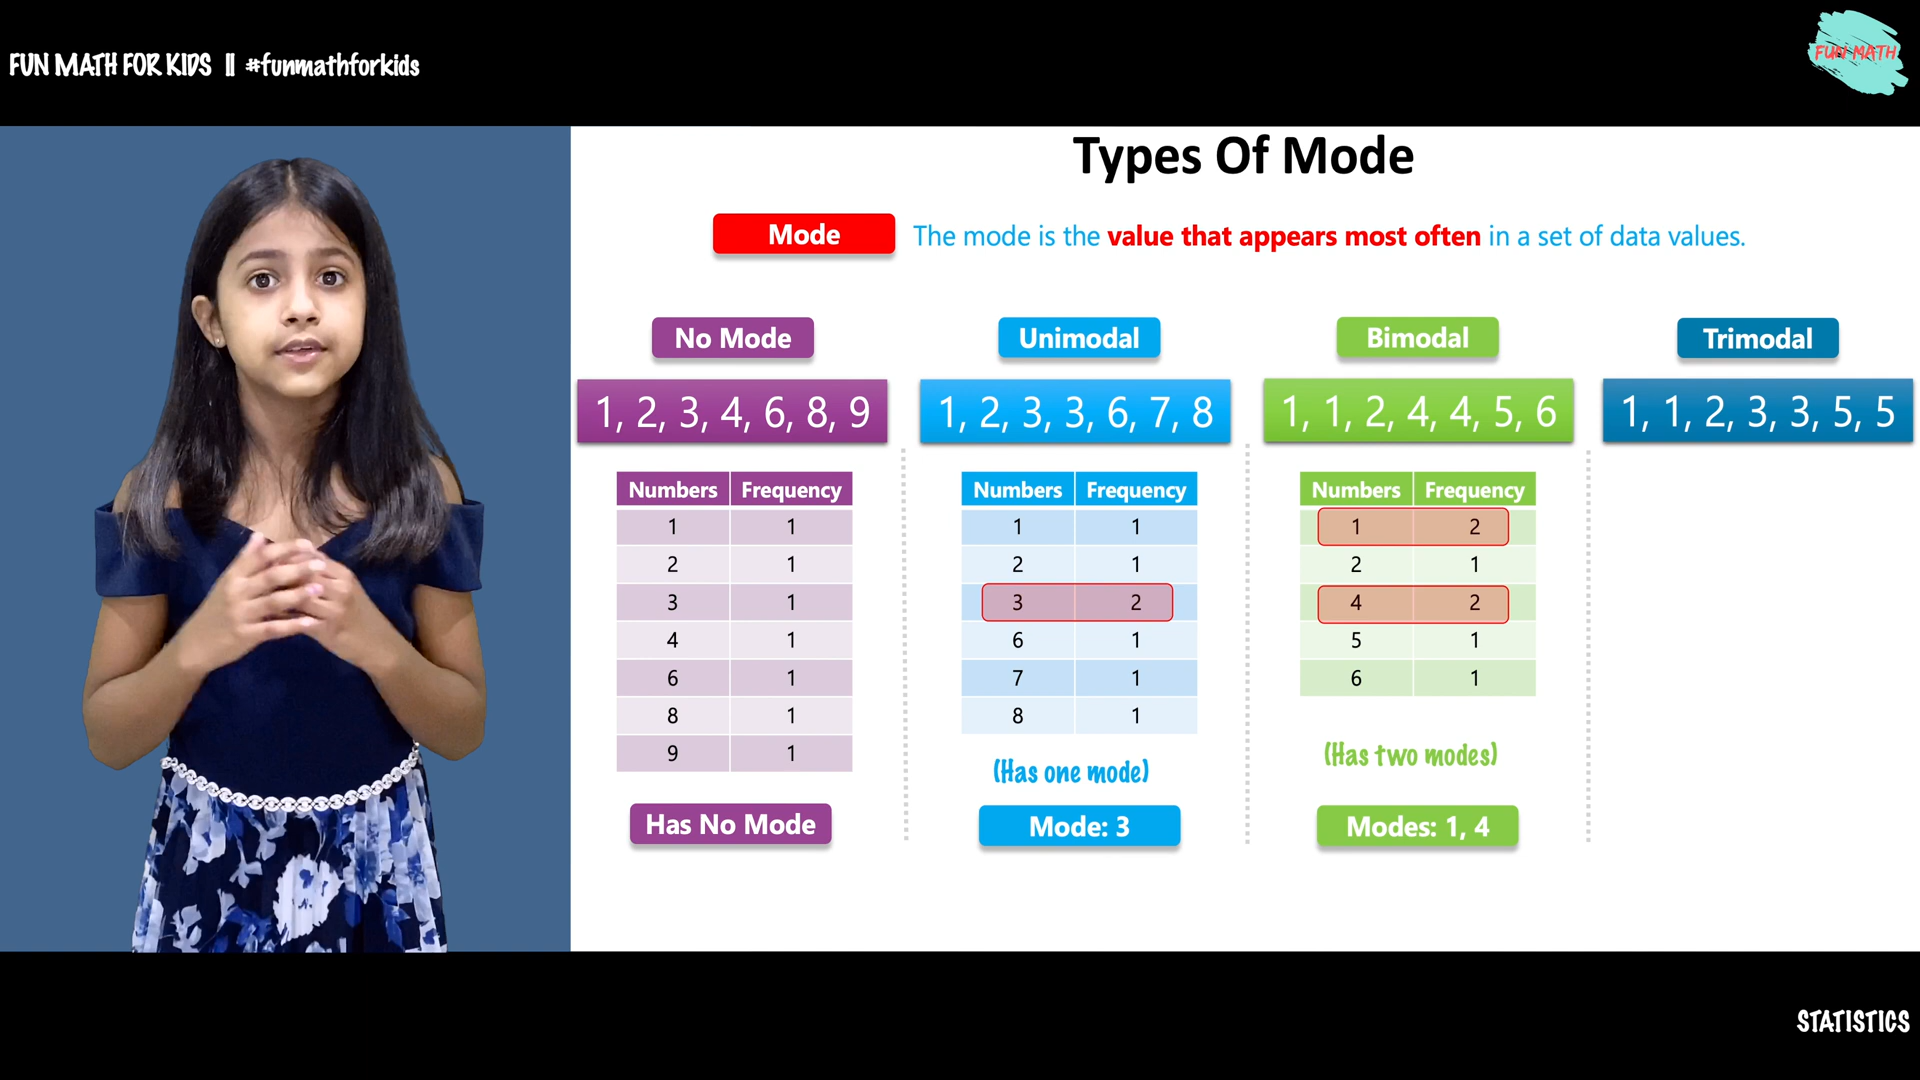 FUN MATH FOR KIDS || #funmathforkids
FUN MATH
Types Of Mode
Mode
The mode is the value that appears most often in a set of data values.
No Mode
1, 2, 3, 4, 6, 8, 9
Numbers Frequency
1 1
2 1
3 1
4 1
6 1
8 1
9 1
Has No Mode
Unimodal
1, 2, 3, 3, 6, 7, 8
Numbers Frequency
1 1
2 1
3 2
6 1
7 1
8 1
(Has one mode)
Mode: 3
Bimodal
1, 1, 2, 4, 4, 5, 6
Numbers Frequency
1 2
2 1
4 2
5 1
6 1
(Has two modes)
Modes: 1, 4
Trimodal
1, 1, 2, 3, 3, 5, 5
STATISTICS